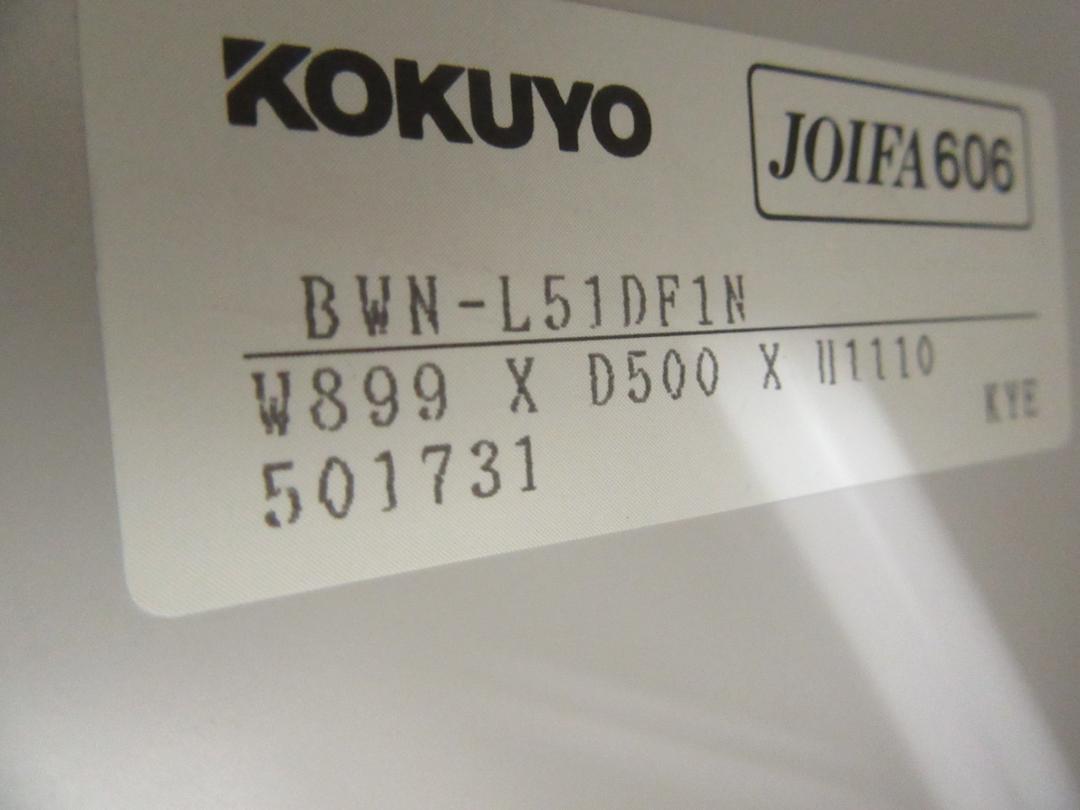 KOKUYO
JOIFA606
BWN-L51DF1N
W899 X D500 X H1110
KYE
501731